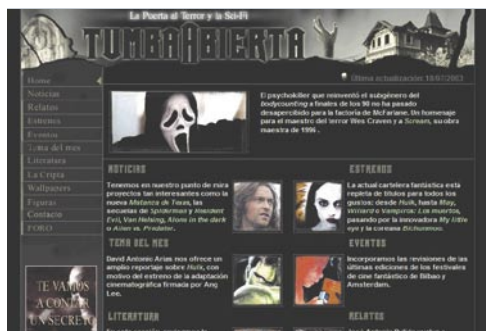 La Puerta al Terror y la Sci-Fi
TUMBAABIERTA
Última actualización: 18/07/2003
Home
Noticias
Relatos
Estrenos
Eventos
Tema del mes
Literatura
La Cripta
Wallpapers
Figuras
Contacto
FORO
El psychokiller que reinventó el subgénero del
bodycounting a finales de los 90 no ha pasado
desapercibido para la factoría de McFarlane. Un homenaje
para el maestro del terror Wes Craven y a Scream, su obra
maestra de 1996.
NOTICIAS
Tenemos en nuestro punto de mira
proyectos tan interesantes como la
nueva Matanza de Texas, las
secuelas de Spiderman y Resident
Evil, Van Helsing, Alone in the dark
o Alien vs. Predator.
ESTRENOS
La actual cartelera fantástica está
repleta de títulos para todos los
gustos: desde Hulk, hasta May,
Willard o Vampiros: Los muertos,
pasando por la innovadora My little
eye y la coreana
TEMA DEL MES
David Antonio Arias nos ofrece un
amplio reportaje sobre Hulk, con
motivo del estreno de la adaptación
cinematográfica firmada por Ang
Lee.
EVENTOS
Incorporamos las revisiones de las
últimas ediciones de los festivales
de cine fantástico de Bilbao y
Amsterdam.
LITERATURA
RELATOS
TE VAMOS
A CONTAR
UN SECRETO